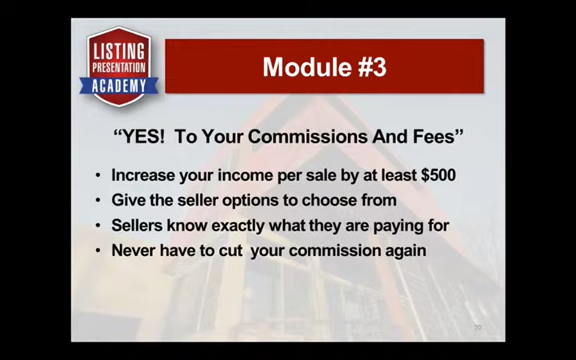 LISTING
PRESENTATION
ACADEMY
Module #3
“YES! To Your Commissions And Fees”
• Increase your income per sale by at least $500
• Give the seller options to choose from
• Sellers know exactly what they are paying for
• Never have to cut your commission again